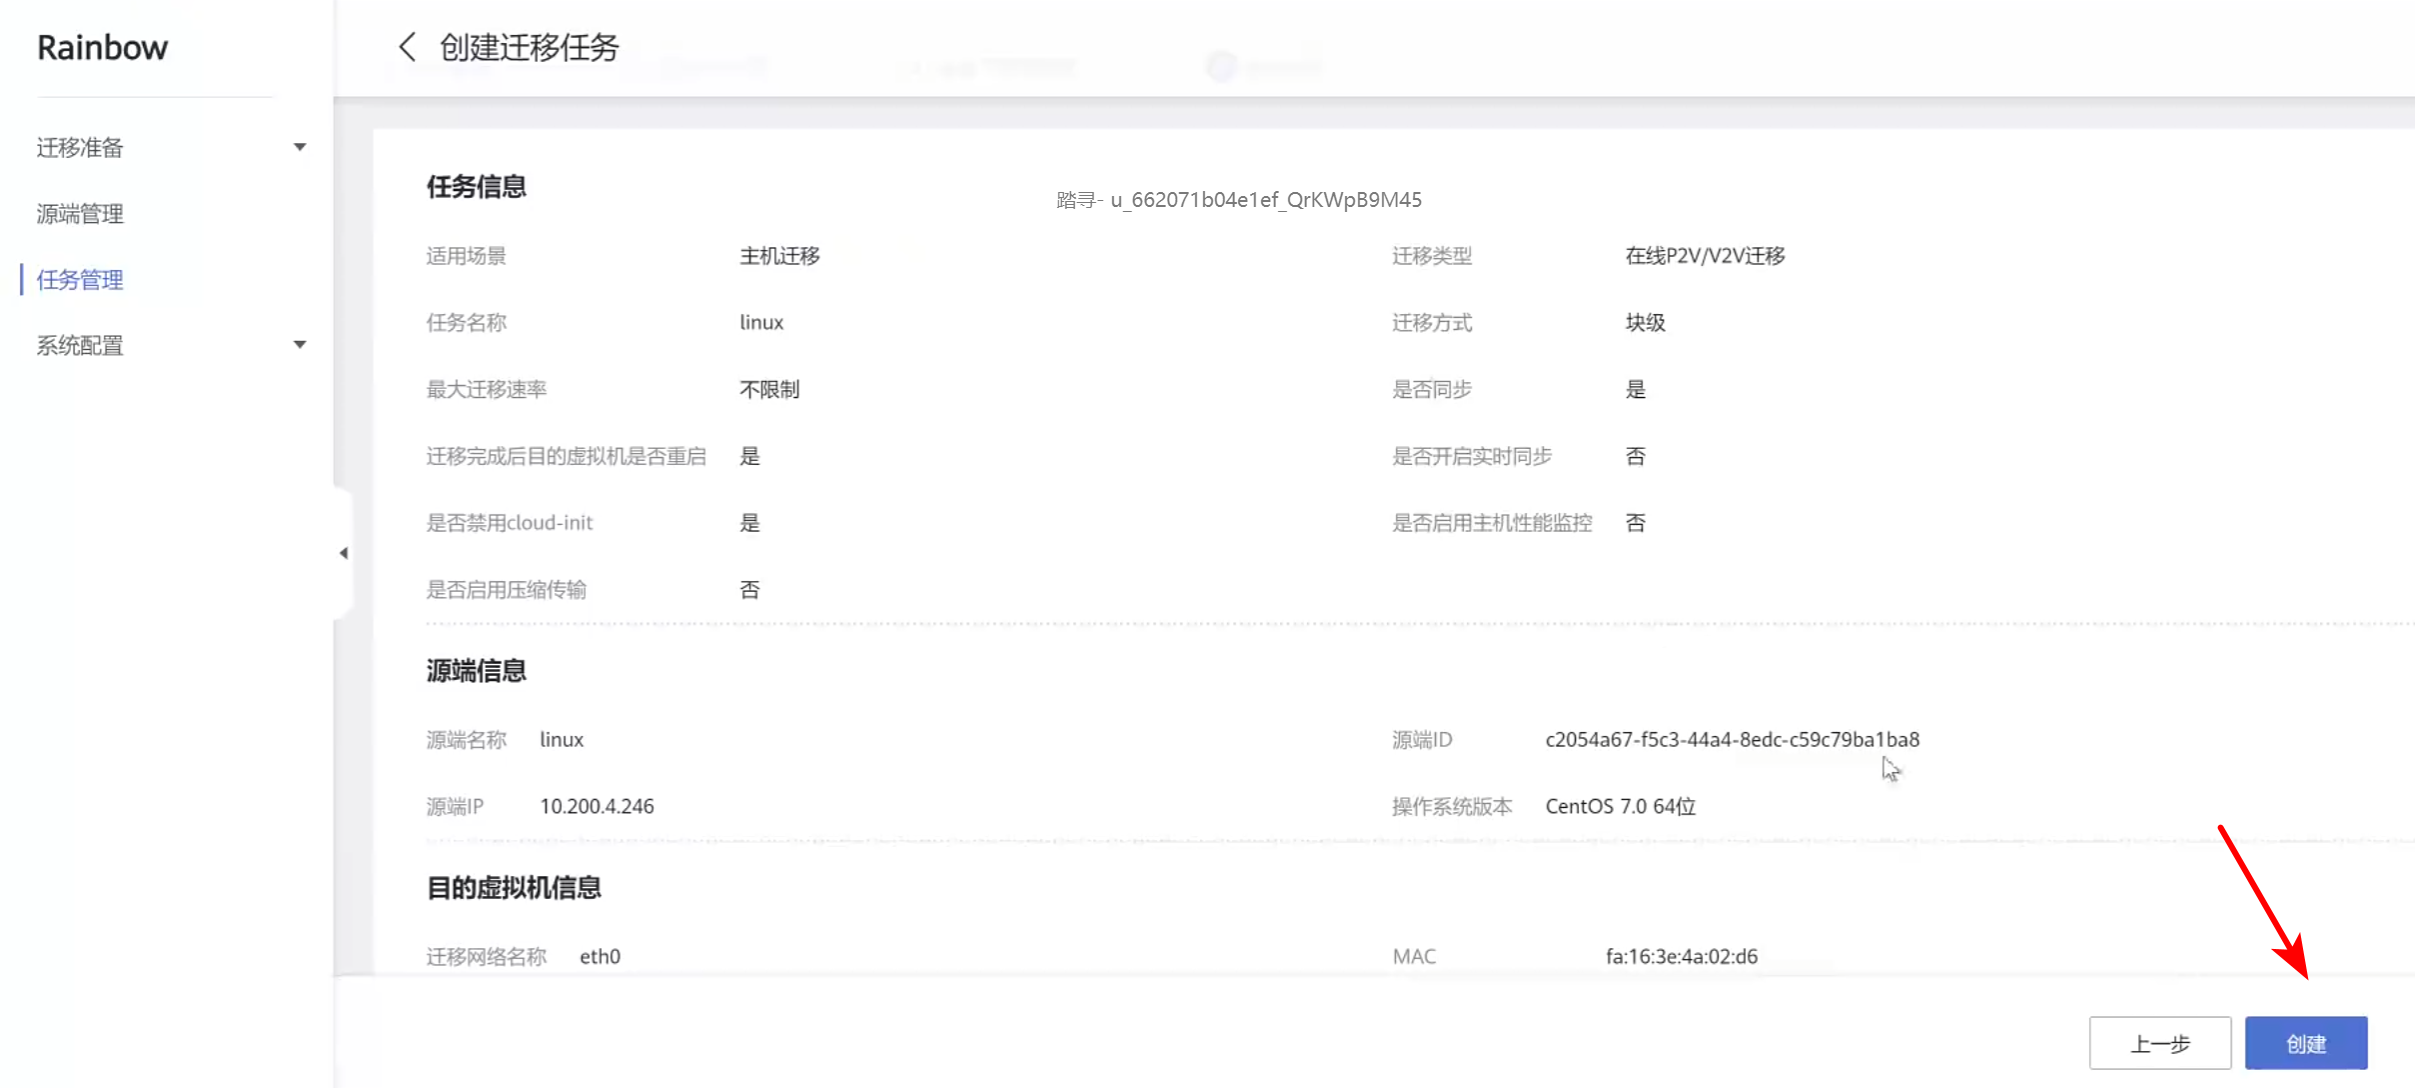 Rainbow
创建迁移任务
迁移准备
源端管理
任务管理
系统配置
任务信息
踏寻- u_662071b04e1ef_QrKWpB9M45
适用场景 主机迁移 迁移类型 在线P2V/V2V迁移
任务名称 linux 迁移方式 块级
最大迁移速率 不限制 是否同步 是
迁移完成后目的虚拟机是否重启 是 是否开启实时同步 否
是否禁用cloud-init 是 是否启用主机性能监控 否
是否启用压缩传输 否
源端信息
源端名称 linux 源端ID c2054a67-f5c3-44a4-8edc-c59c79ba1ba8
源端IP 10.200.4.246 操作系统版本 CentOS 7.0 64位
目的虚拟机信息
迁移网络名称 eth0 MAC fa:16:3e:4a:02:d6
上一步 创建